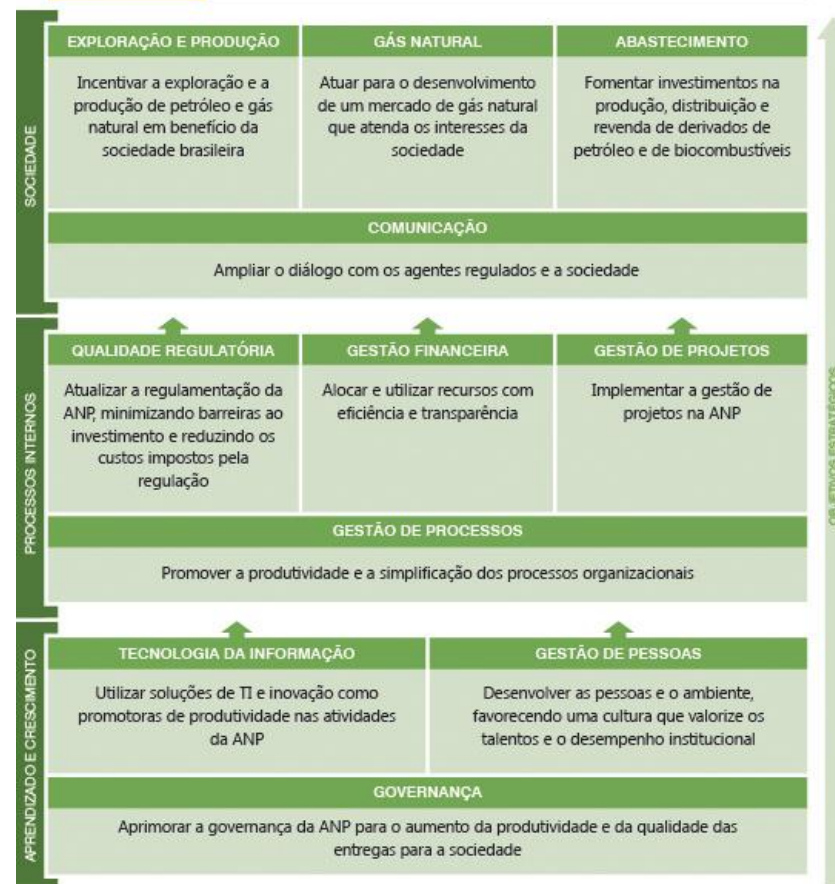 EXPLORAÇÃO E PRODUÇÃO
Incentivar a exploração e a
produção de petróleo e gás
natural em benefício da
sociedade brasileira
GÁS NATURAL
Atuar para o desenvolvimento
de um mercado de gás natural
que atenda os interesses da
sociedade
ABASTECIMENTO
Fomentar investimentos na
produção, distribuição e
revenda de derivados de
petróleo e de biocombustíveis
SOCIEDADE
COMUNICAÇÃO
Ampliar o diálogo com os agentes regulados e a sociedade
QUALIDADE REGULATÓRIA
Atualizar a regulamentação da
ANP, minimizando barreiras ao
investimento e reduzindo os
custos impostos pela
regulação
GESTÃO FINANCEIRA
Alocar e utilizar recursos com
eficiência e transparência
GESTÃO DE PROJETOS
Implementar a gestão de
projetos na ANP
PROCESSOS INTERNOS
GESTÃO DE PROCESSOS
Promover a produtividade e a simplificação dos processos organizacionais
TECNOLOGIA DA INFORMAÇÃO
Utilizar soluções de TI e inovação como
promotoras de produtividade nas atividades
da ANP
GESTÃO DE PESSOAS
Desenvolver as pessoas e o ambiente,
favorecendo uma cultura que valorize os
talentos e o desempenho institucional
APRENDIZADO E CRESCIMENTO
GOVERNANÇA
Aprimorar a governança da ANP para o aumento da produtividade e da qualidade das
entregas para a sociedade
OBJETIVOS ESTRATÉGICOS